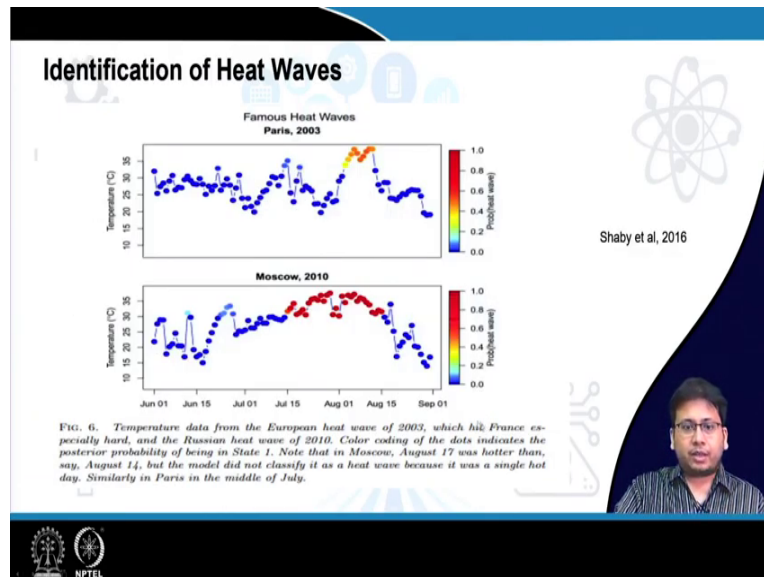 Identification of Heat Waves
Famous Heat Waves
Paris, 2003
Temperature (°C)
10 15 20 25 30 35
0.0 0.2 0.4 0.6 0.8 1.0
Prob(heat wave)
Shaby et al, 2016
Moscow, 2010
Temperature (°C)
10 15 20 25 30 35
0.0 0.2 0.4 0.6 0.8 1.0
Prob(heat wave)
Jun 01 Jun 15 Jul 01 Jul 15 Aug 01 Aug 15 Sep 01
FIG. 6. Temperature data from the European heat wave of 2003, which hit France es-
pecially hard, and the Russian heat wave of 2010. Color coding of the dots indicates the
posterior probability of being in State 1. Note that in Moscow, August 17 was hotter than,
say, August 14, but the model did not classify it as a heat wave because it was a single hot
day. Similarly in Paris in the middle of July.
NPTEL